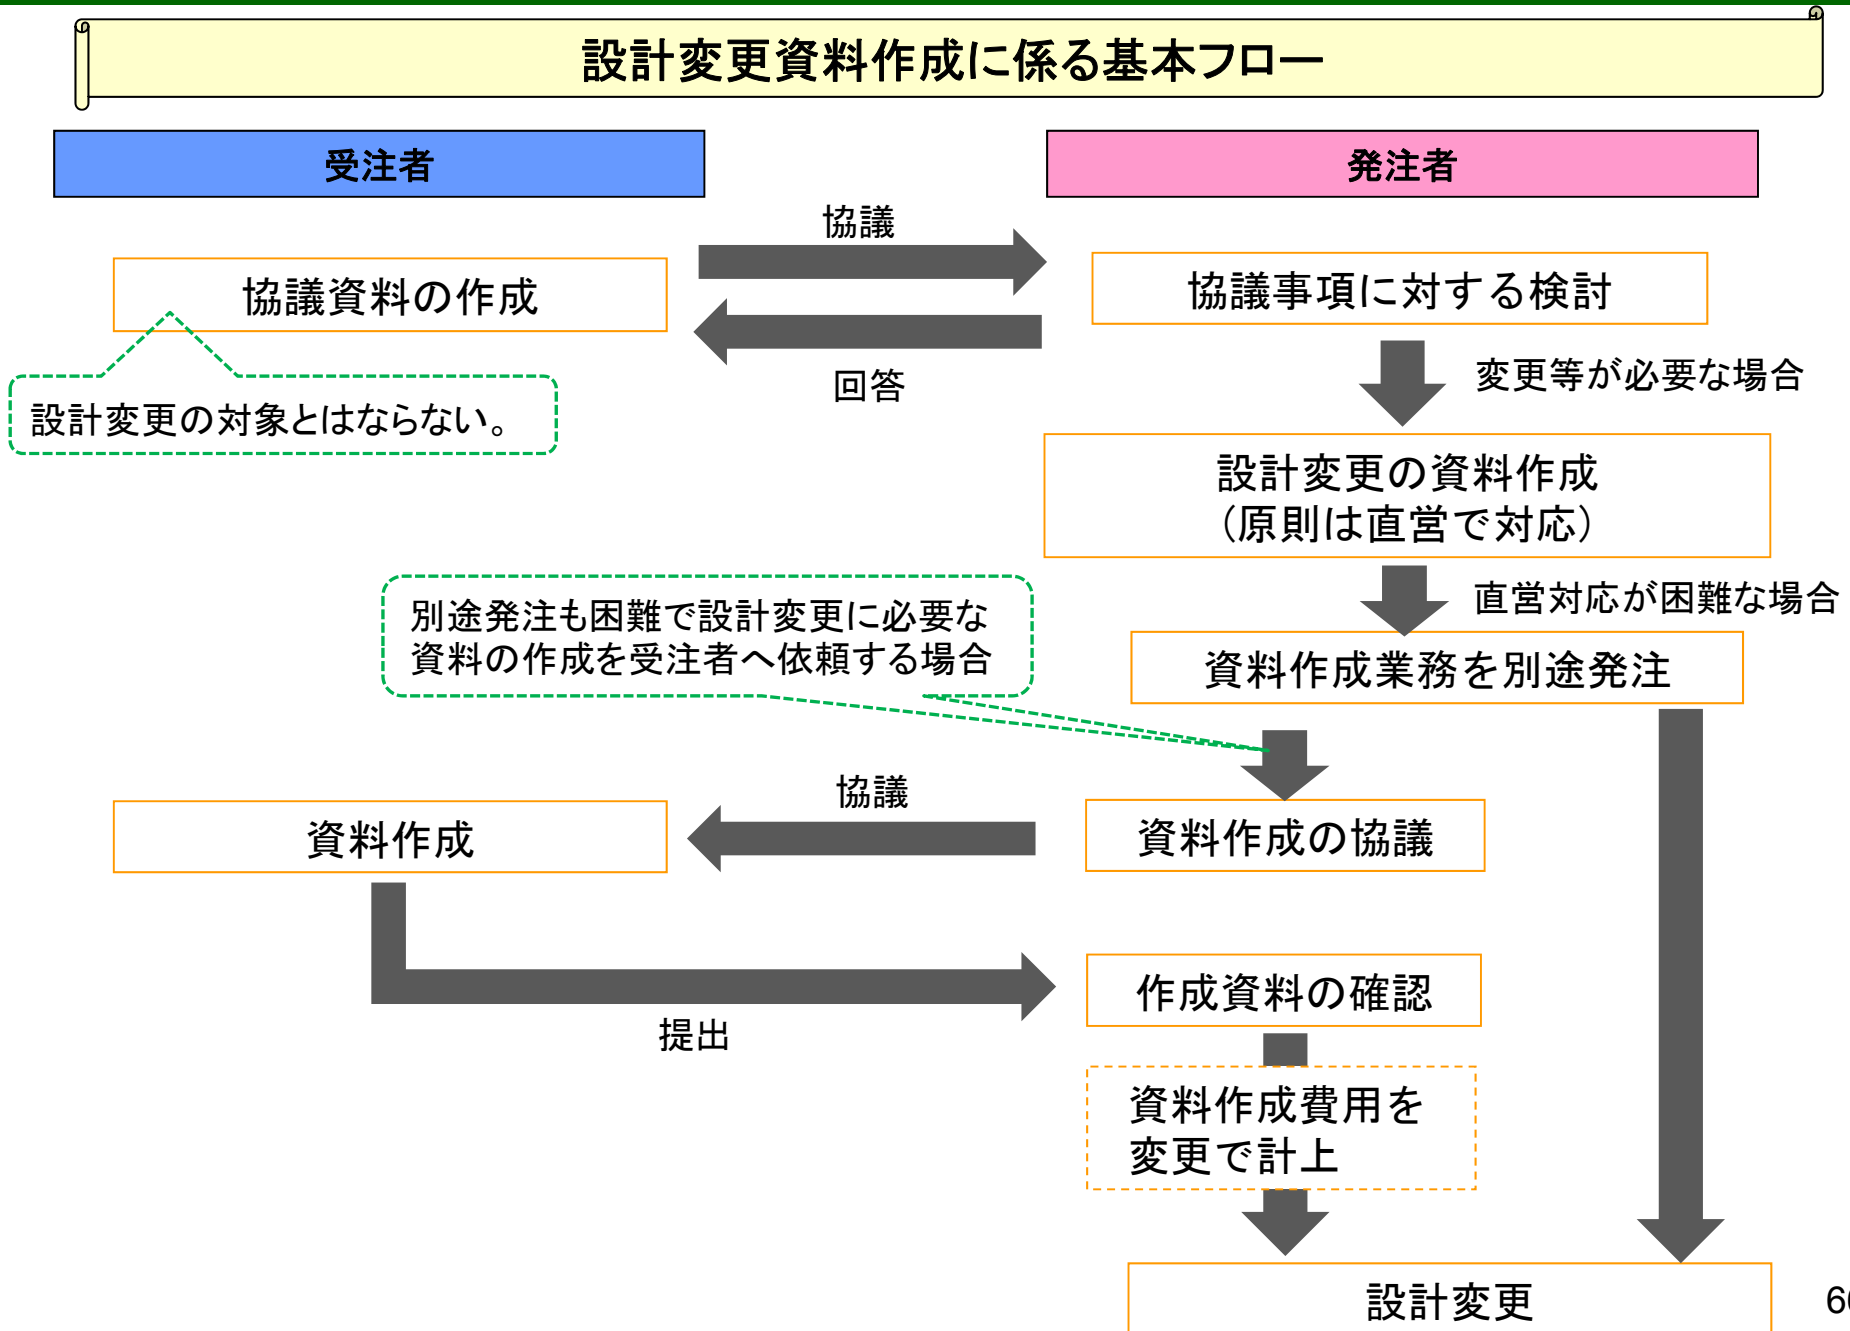 設計変更資料作成に係る基本フロー
受注者
発注者
協議
協議資料の作成
協議事項に対する検討
回答
変更等が必要な場合
設計変更の対象とはならない。
設計変更の資料作成
（原則は直営で対応）
直営対応が困難な場合
別途発注も困難で設計変更に必要な
資料の作成を受注者へ依頼する場合
資料作成業務を別途発注
協議
資料作成
資料作成の協議
作成資料の確認
提出
資料作成費用を
変更で計上
設計変更